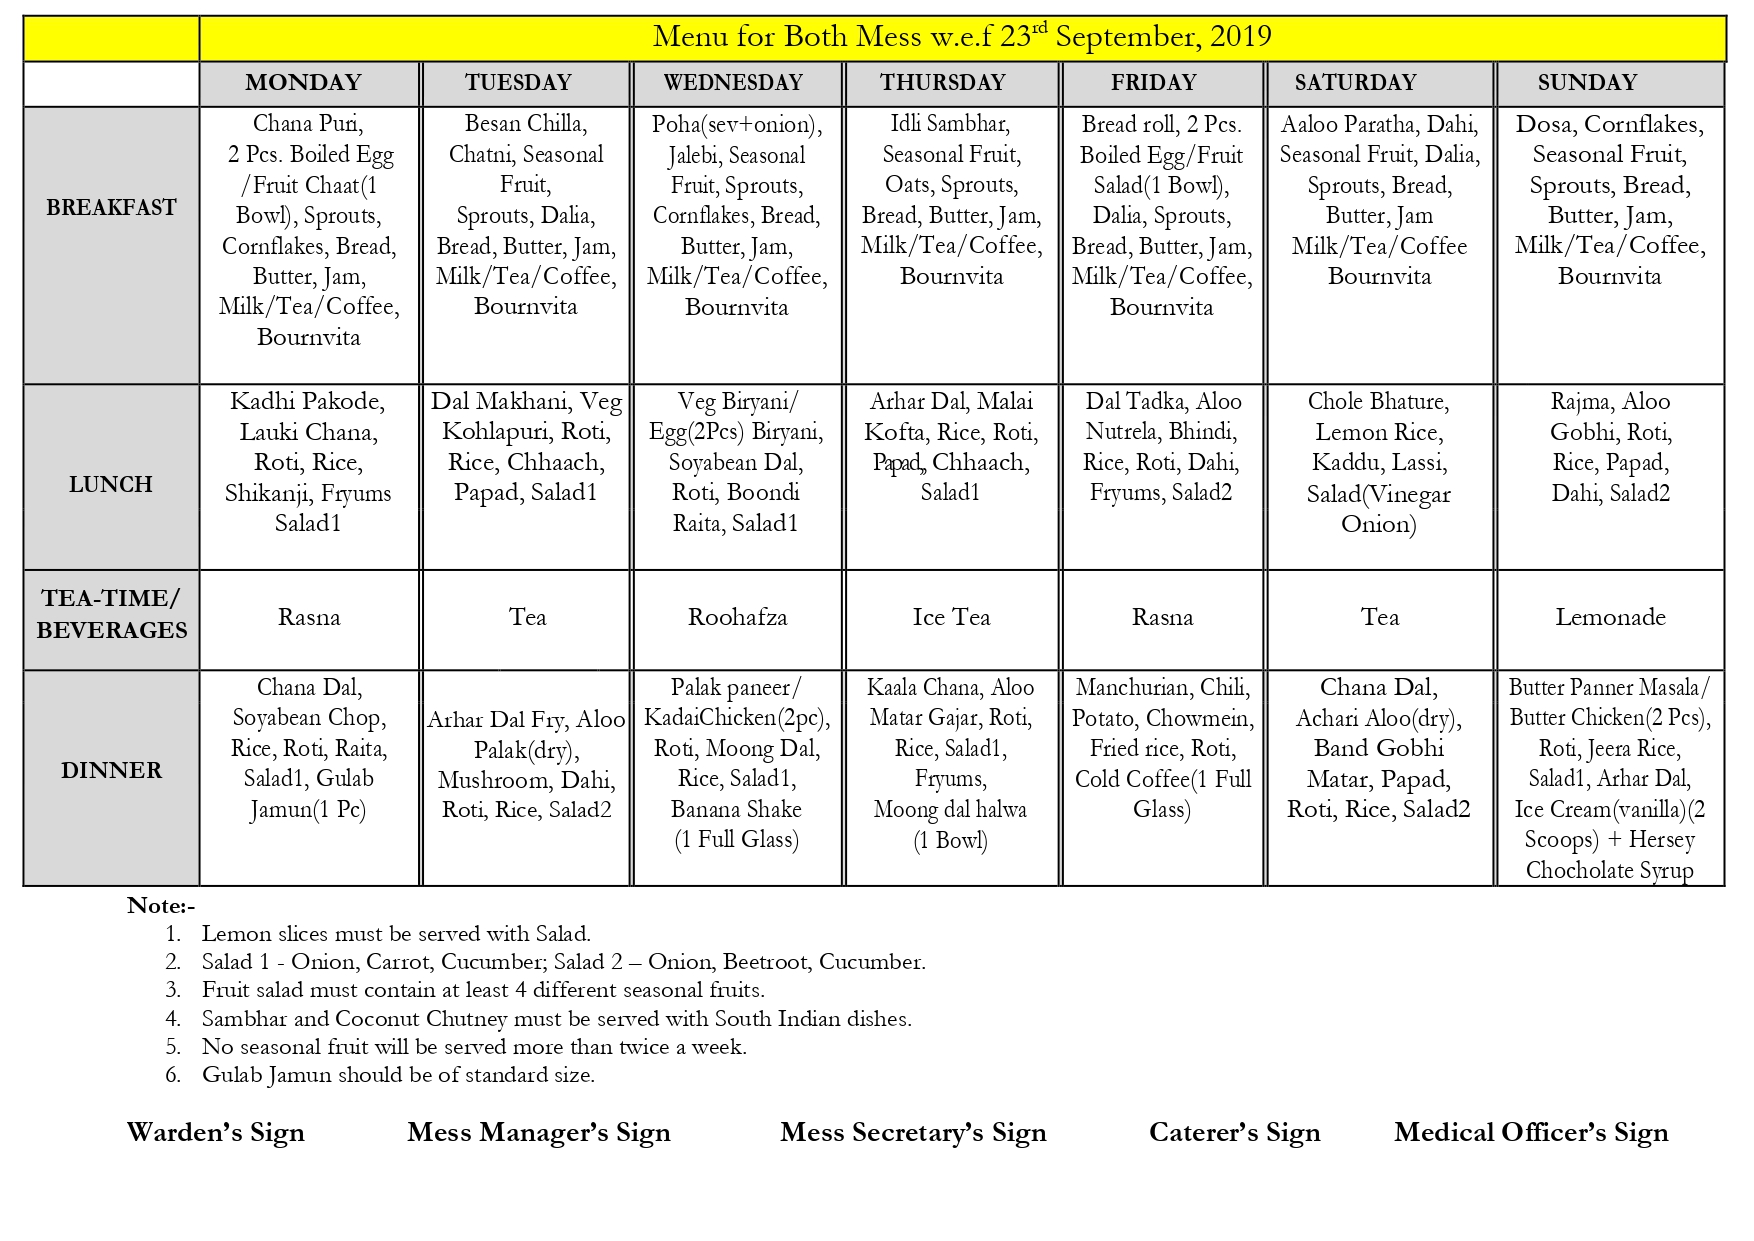 Menu for Both Mess w.e.f 23rd September, 2019
MONDAY
TUESDAY
WEDNESDAY
THURSDAY
FRIDAY
SATURDAY
SUNDAY
BREAKFAST
Chana Puri,
2 Pcs. Boiled Egg
/Fruit Chaat(1
Bowl), Sprouts,
Cornflakes, Bread,
Butter, Jam,
Milk/Tea/Coffee,
Bournvita
Besan Chilla,
Chatni, Seasonal
Fruit,
Sprouts, Dalia,
Bread, Butter, Jam,
Milk/Tea/Coffee,
Bournvita
Poha(sev+onion),
Jalebi, Seasonal
Fruit, Sprouts,
Cornflakes, Bread,
Butter, Jam,
Milk/Tea/Coffee,
Bournvita
Idli Sambhar,
Seasonal Fruit,
Oats, Sprouts,
Bread, Butter, Jam,
Milk/Tea/Coffee,
Bournvita
Bread roll, 2 Pcs.
Boiled Egg/Fruit
Salad(1 Bowl),
Dalia, Sprouts,
Bread, Butter, Jam,
Milk/Tea/Coffee,
Bournvita
Aaloo Paratha, Dahi,
Seasonal Fruit, Dalia,
Sprouts, Bread,
Butter, Jam
Milk/Tea/Coffee
Bournvita
Dosa, Cornflakes,
Seasonal Fruit,
Sprouts, Bread,
Butter, Jam,
Milk/Tea/Coffee,
Bournvita
LUNCH
Kadhi Pakode,
Lauki Chana,
Roti, Rice,
Shikanji, Fryums
Salad1
Dal Makhani, Veg
Kohlapuri, Roti,
Rice, Chhaach,
Papad, Salad1
Veg Biryani/
Egg(2Pcs) Biryani,
Soyabean Dal,
Roti, Boondi
Raita, Salad1
Arhar Dal, Malai
Kofta, Rice, Roti,
Papad,, Chhaach,
Salad1
Dal Tadka, Aloo
Nutrela, Bhindi,
Rice, Roti, Dahi,
Fryums, Salad2
Chole Bhature,
Lemon Rice,
Kaddu, Lassi,
Salad(Vinegar
Onion)
Rajma, Aloo
Gobhi, Roti,
Rice, Papad,
Dahi, Salad2
TEA-TIME/
BEVERAGES
Rasna
Tea
Roohafza
Ice Tea
Rasna
Tea
Lemonade
DINNER
Chana Dal,
Soyabean Chop,
Rice, Roti, Raita,
Salad1, Gulab
Jamun(1 Pc)
Arhar Dal Fry, Aloo
Palak(dry),
Mushroom, Dahi,
Roti, Rice, Salad2
Palak paneer/
KadaiChicken(2pc),
Roti, Moong Dal,
Rice, Salad1,
Banana Shake
(1 Full Glass)
Kaala Chana, Aloo
Matar Gajar, Roti,
Rice, Salad1,
Fryums,
Moong dal halwa
(1 Bowl)
Manchurian, Chili,
Potato, Chowmein,
Fried rice, Roti,
Cold Coffee(1 Full
Glass)
Chana Dal,
Achari Aloo(dry),
Band Gobhi
Matar, Papad,
Roti, Rice, Salad2
Butter Panner Masala/
Butter Chicken(2 Pcs),
Roti, Jeera Rice,
Salad1, Arhar Dal,
Ice Cream(vanilla)(2
Scoops) + Hersey
Chocholate Syrup
Note:-
1. Lemon slices must be served with Salad.
2. Salad 1 - Onion, Carrot, Cucumber; Salad 2 – Onion, Beetroot, Cucumber.
3. Fruit salad must contain at least 4 different seasonal fruits.
4. Sambhar and Coconut Chutney must be served with South Indian dishes.
5. No seasonal fruit will be served more than twice a week.
6. Gulab Jamun should be of standard size.
Warden's Sign Mess Manager's Sign Mess Secretary's Sign Caterer's Sign Medical Officer's Sign